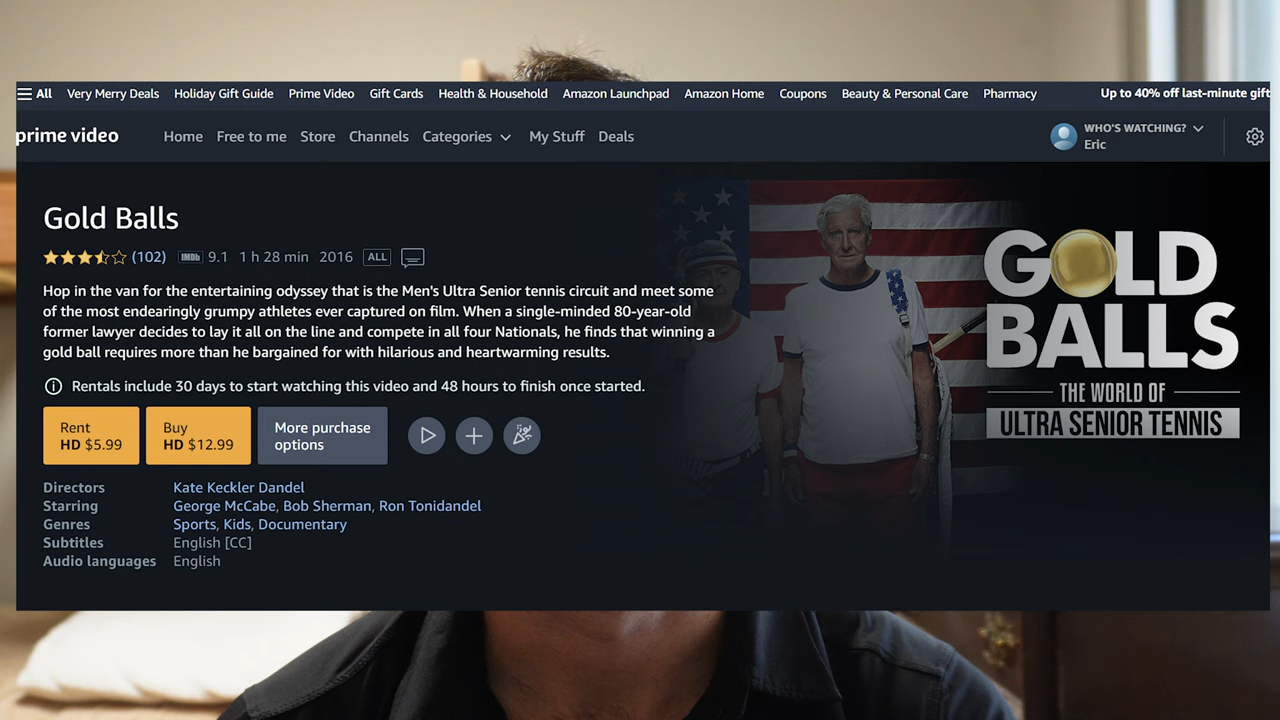 All Very Merry Deals Holiday Gift Guide Prime Video Gift Cards Health & Household Amazon Launchpad Amazon Home Coupons Beauty & Personal Care Pharmacy Up to 40% off last-minute gift
prime video Home Free to me Store Channels Categories My Stuff Deals WHO'S WATCHING?
Eric
Gold Balls
(102) IMDb 9.1 1 h 28 min 2016 ALL
Hop in the van for the entertaining odyssey that is the Men's Ultra Senior tennis circuit and meet some
of the most endearingly grumpy athletes ever captured on film. When a single-minded 80-year-old
former lawyer decides to lay it all on the line and compete in all four Nationals, he finds that winning a
gold ball requires more than he bargained for with hilarious and heartwarming results.
Rentals include 30 days to start watching this video and 48 hours to finish once started.
Rent
HD $5.99
Buy
HD $12.99
More purchase
options
Directors Kate Keckler Dandel
Starring George McCabe, Bob Sherman, Ron Tonidandel
Genres Sports, Kids, Documentary
Subtitles English [CC]
Audio languages English
GOLD
BALLS
THE WORLD OF
ULTRA SENIOR TENNIS